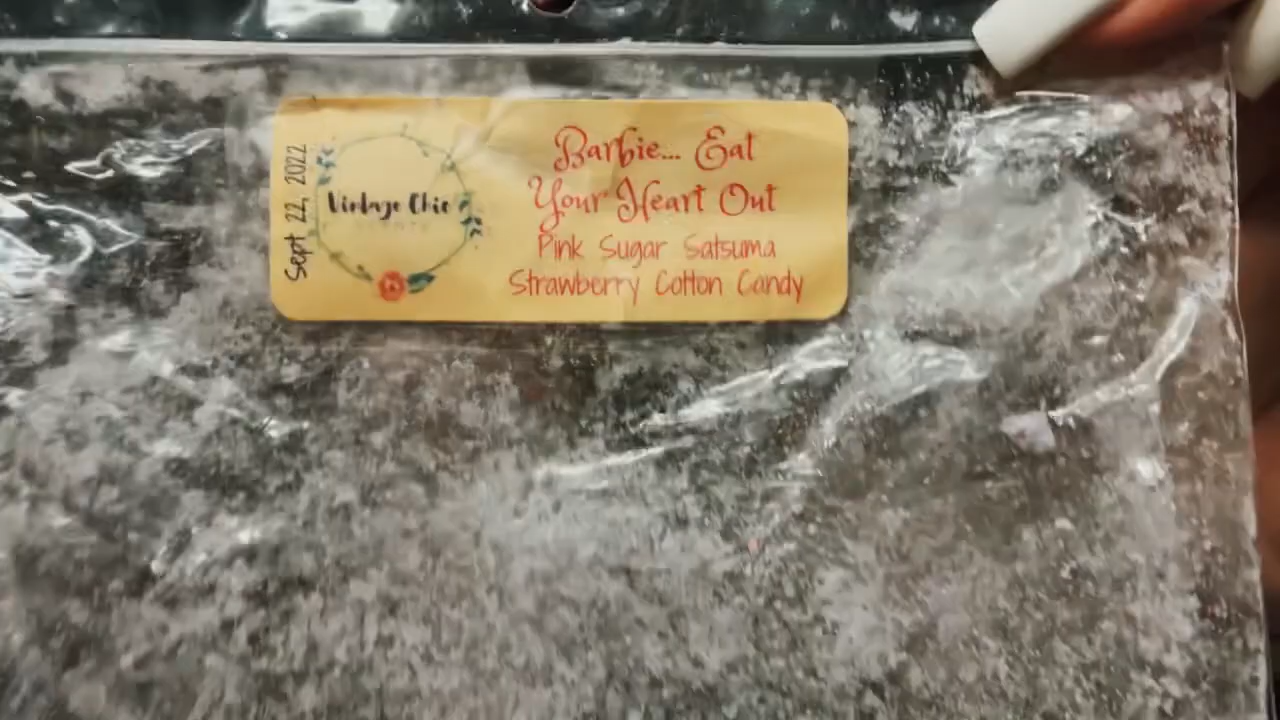 Sept 22, 2022
Vintage Chic
Barbie... Eat
Your Heart Out
Pink Sugar Satsuma
Strawberry Cotton Candy